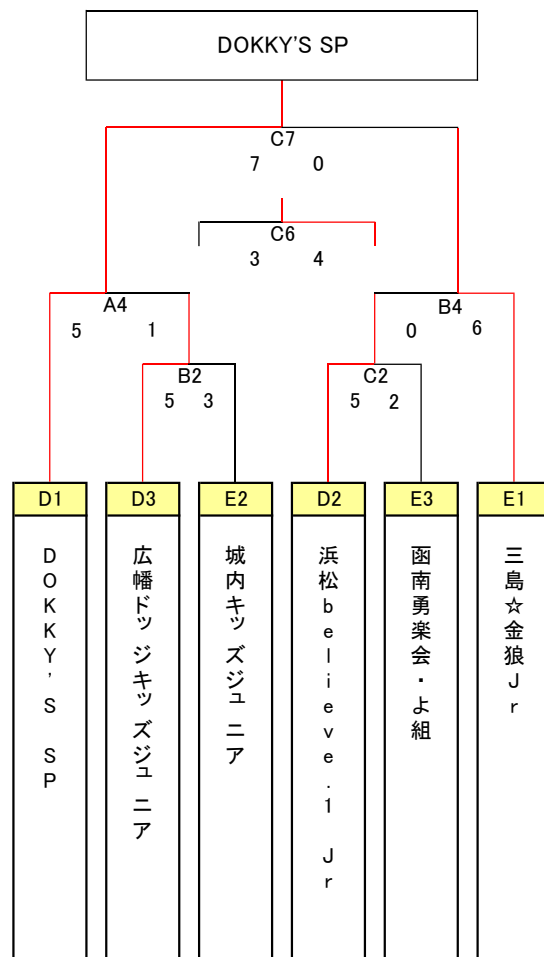 DOKKY'S SP
C7
7 0
C6
3 4
A4
5 1
B4
0 6
B2
5 3
C2
5 2
D1
D3
E2
D2
E3
E1
DOKKY'S SP
広幡ドッジキッズジュニア
城内キッズジュニア
浜松believe.1 Jr
函南勇楽会・よ組
三島☆金狼Jr